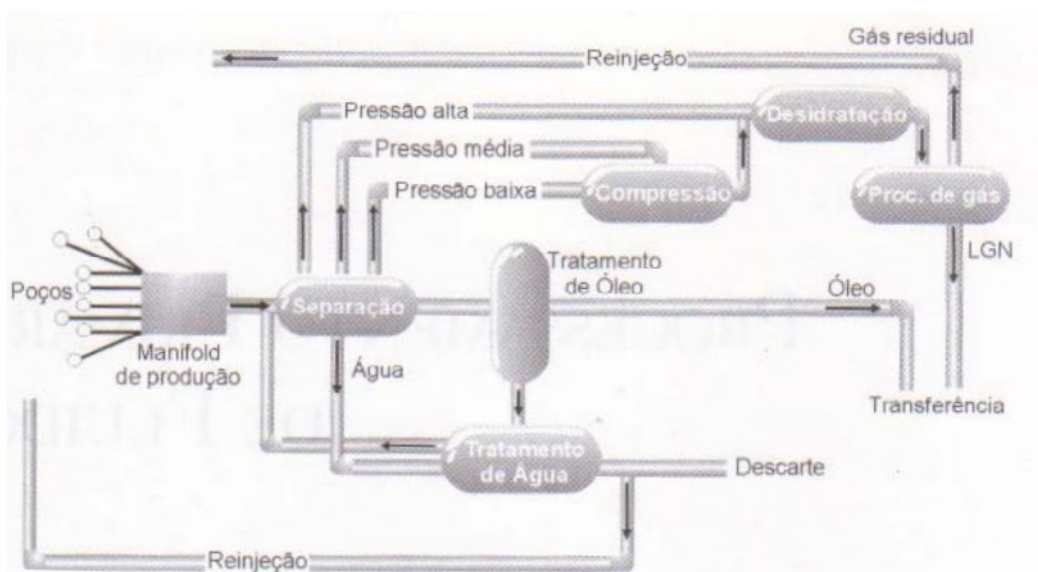 Gás residual
Reinjeção
Pressão alta
Desidratação
Pressão média
Pressão baixa
Compressão
Proc. de gás
LGN
Tratamento
de Óleo
Óleo
Poços
Separação
Manifold
de produção
Água
Transferência
Tratamento
de Água
Descarte
Reinjeção